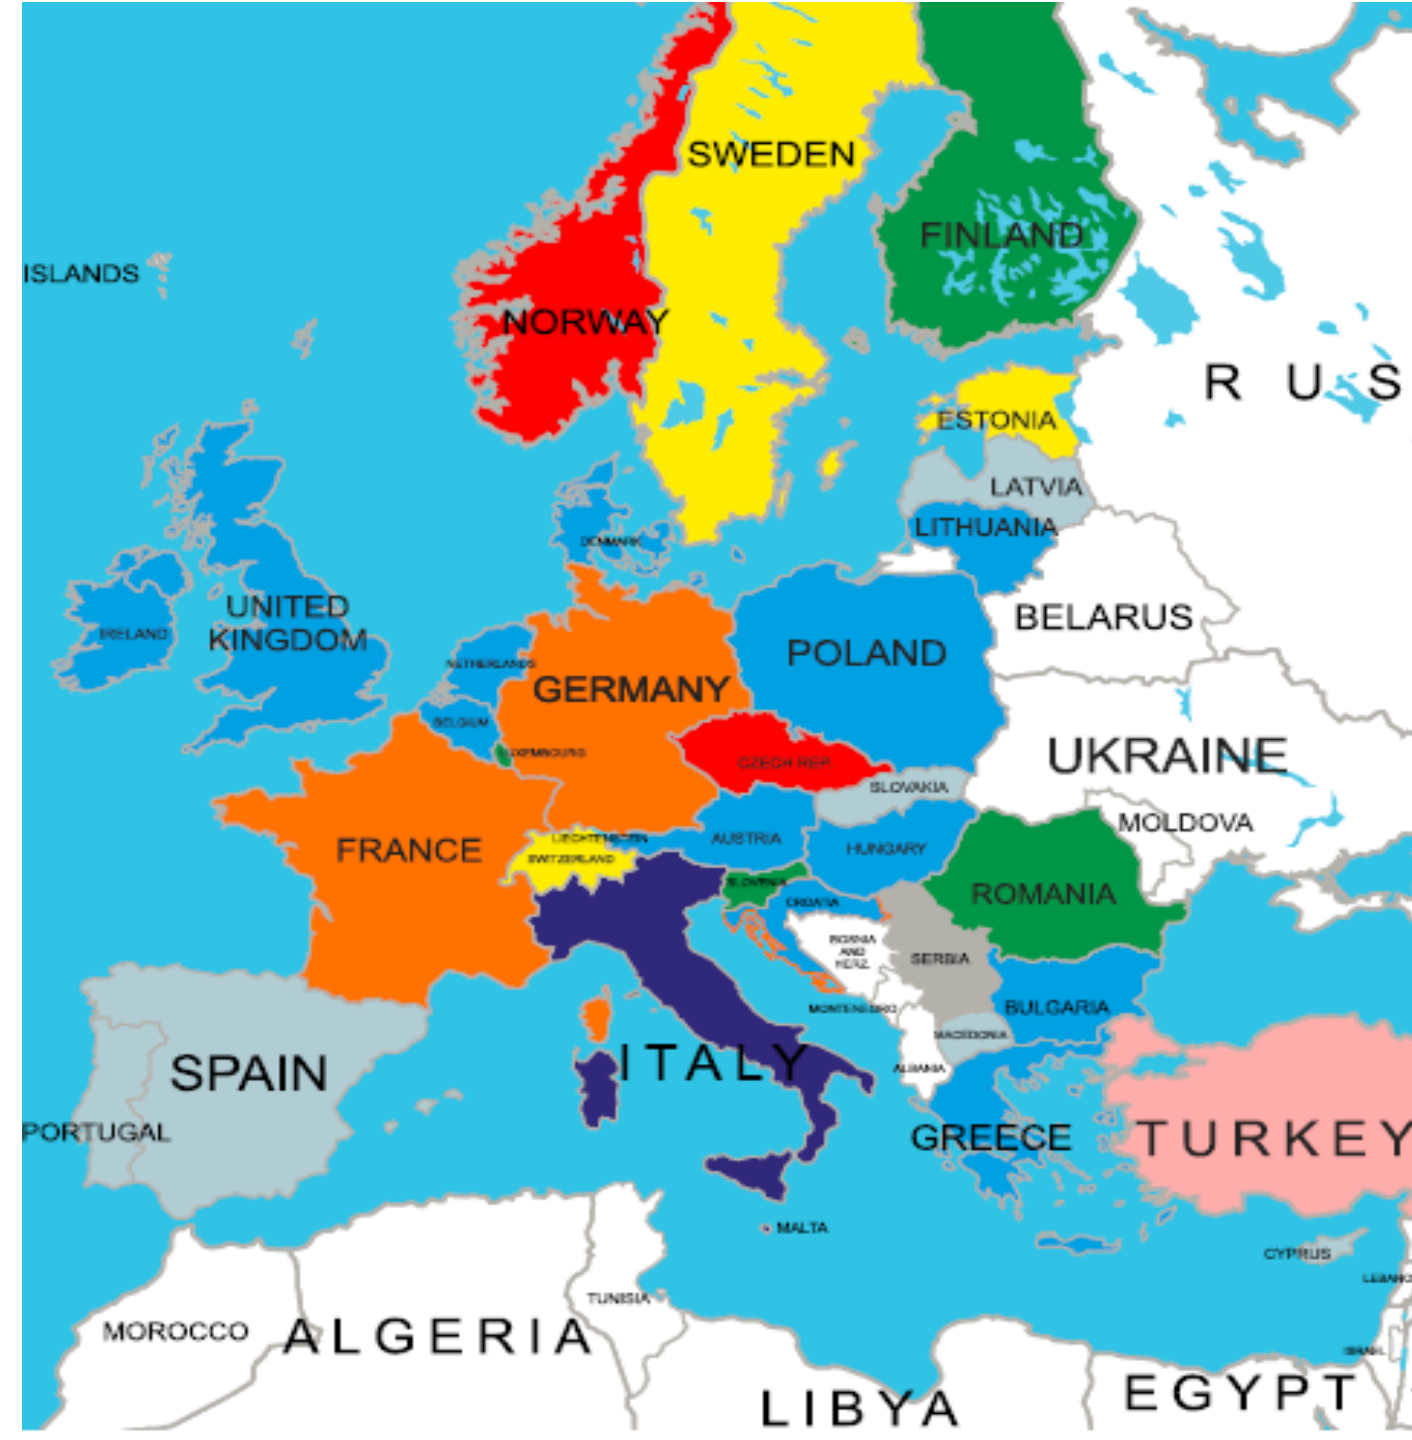 SWEDEN
FINLAND
ISLANDS
NORWAY
R U S
ESTONIA
LATVIA
LITHUANIA
DENMARK
UNITED
KINGDOM
IRELAND
BELARUS
POLAND
NETHERLANDS
GERMANY
BELGIUM
LUXEMBOURG
CZECH REP
UKRAINE
SLOVAKIA
MOLDOVA
FRANCE
LIECHTENSTEIN
AUSTRIA
HUNGARY
SWITZERLAND
SLOVENIA
ROMANIA
CROATIA
BOSNIA
AND
HERZ.
SERBIA
MONTENEGRO
BULGARIA
MACEDONIA
ITALY
ALBANIA
SPAIN
PORTUGAL
GREECE
TURKEY
MALTA
CYPRUS
LEBANO
TUNISIA
MOROCCO
ALGERIA
ISRAEL
LIBYA
EGYPT